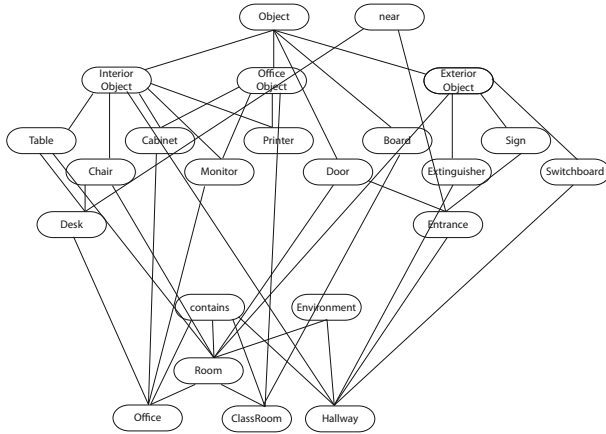 Object
near
Interior
Object
Office
Object
Exterior
Object
Table
Cabinet
Printer
Board
Sign
Chair
Monitor
Door
Extinguisher
Switchboard
Desk
Entrance
contains
Environment
Room
Office
ClassRoom
Hallway